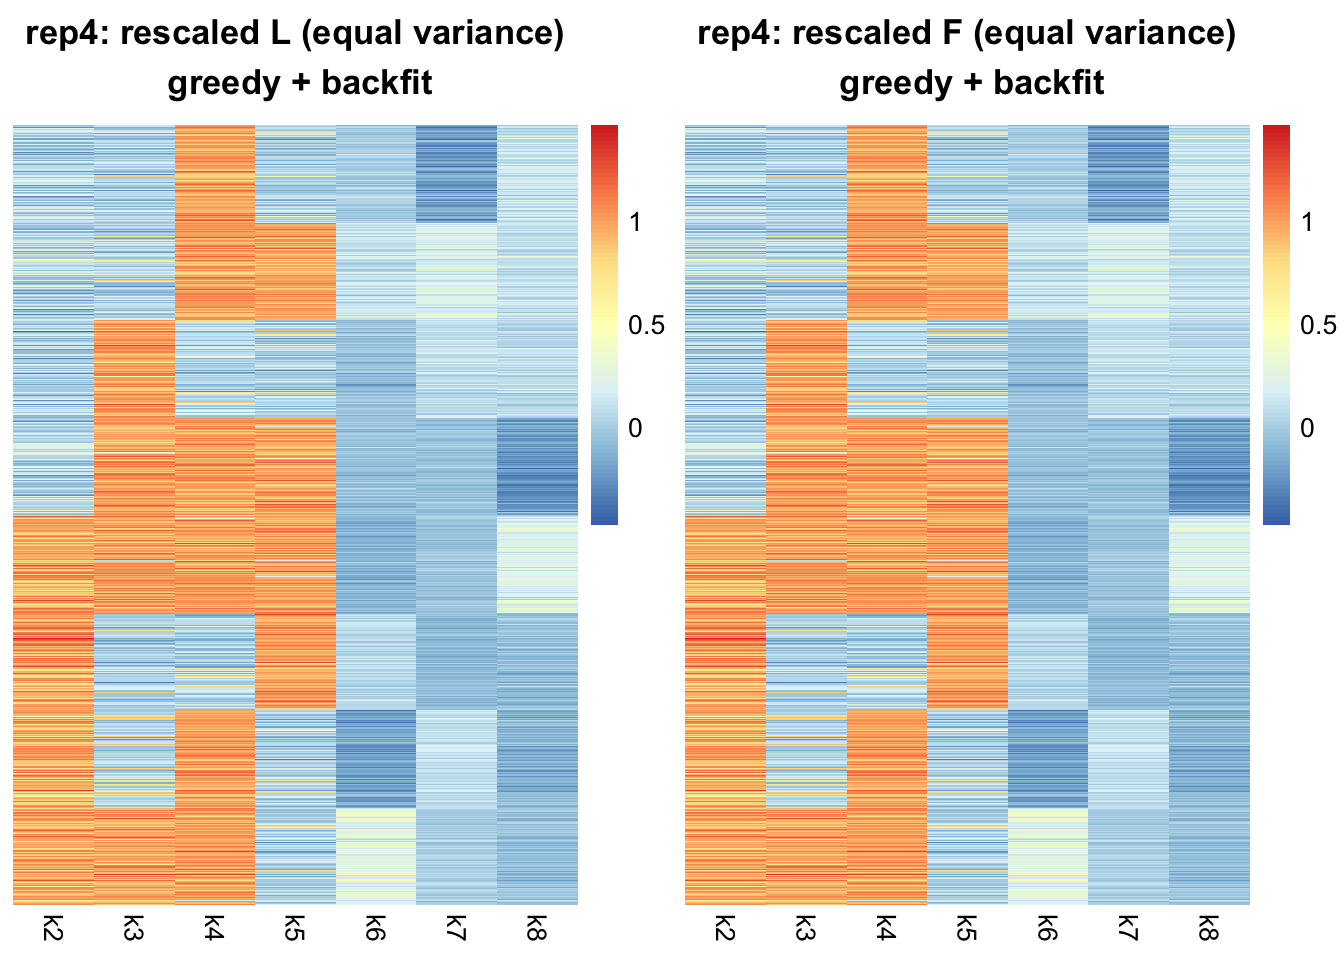 rep4: rescaled L (equal variance)
greedy + backfit
1
0.5
0
k2 k3 k4 k5 k6 k7 k8
rep4: rescaled F (equal variance)
greedy + backfit
1
0.5
0
k2 k3 k4 k5 k6 k7 k8